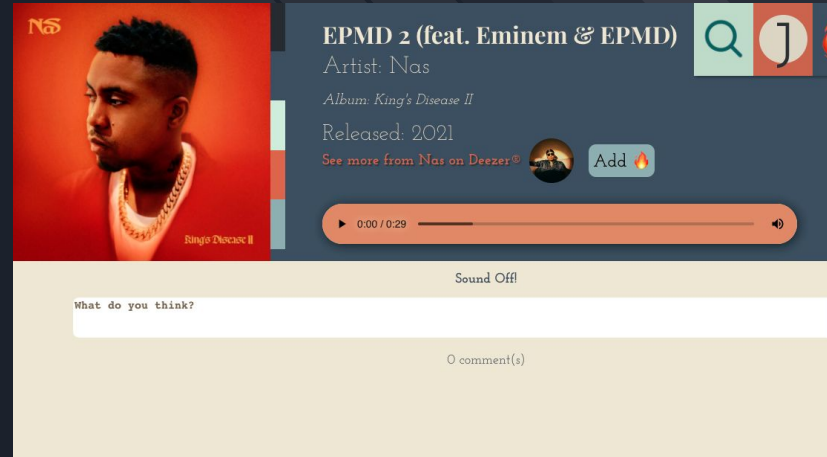 Nas
King's Disease II
EPMD 2 (feat. Eminem & EPMD)
Artist: Nas
Album: King's Disease II
Released: 2021
See more from Nas on Deezer®
Add 🔥
0:00 / 0:29
J
Sound Off!
What do you think?
0 comment(s)